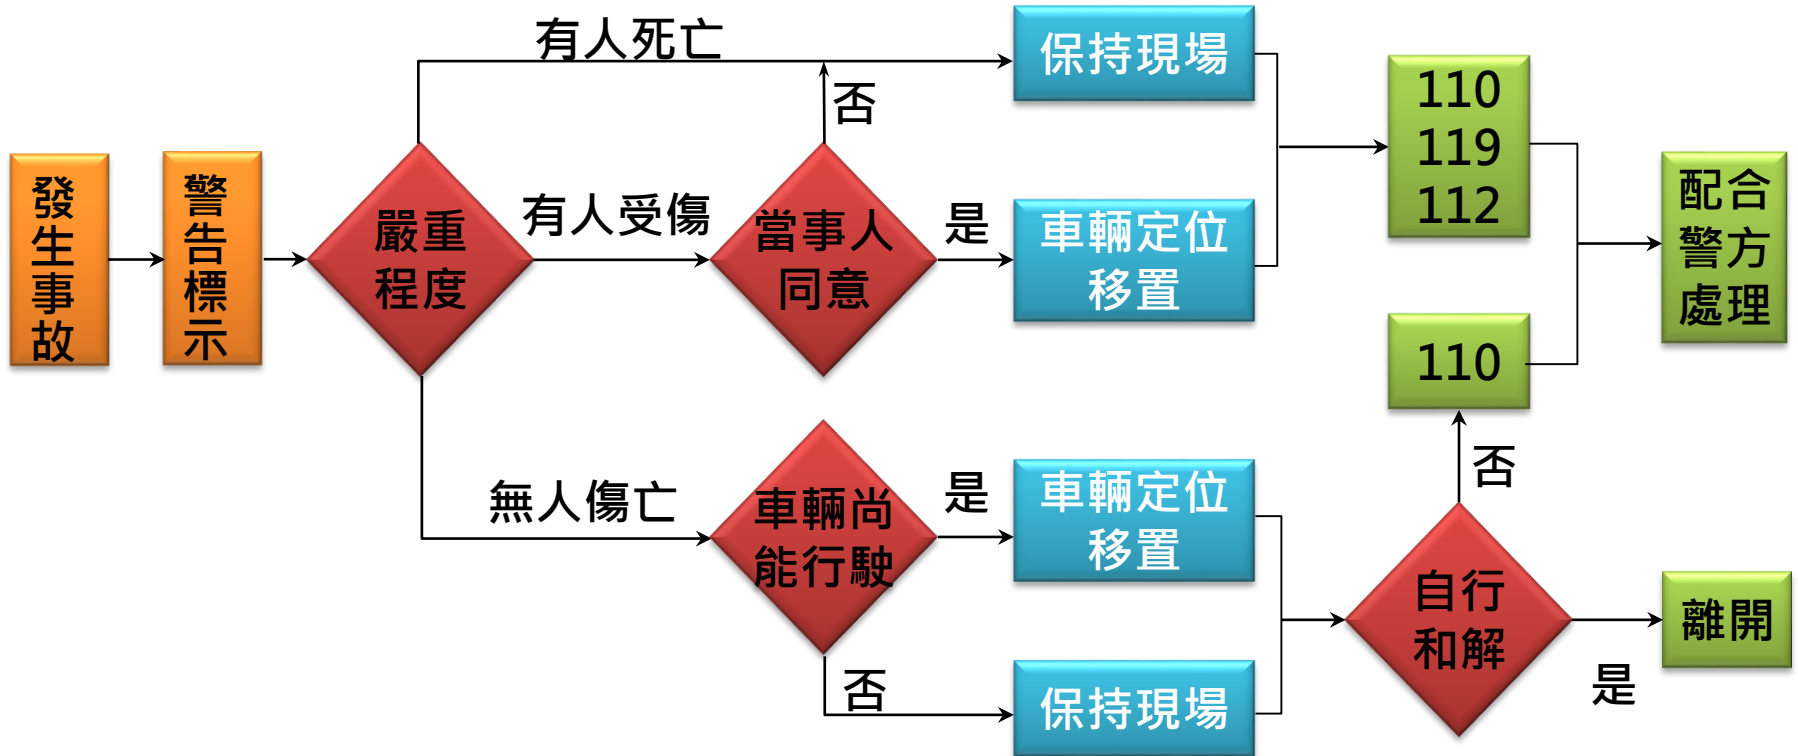 發生事故
警告標示
嚴重
程度
有人死亡
有人受傷
無人傷亡
否
當事人
同意
是
保持現場
車輛定位
移置
110
119
112
配合
警方
處理
110
車輛尚
能行駛
是
否
車輛定位
移置
保持現場
自行
和解
否
是
離開